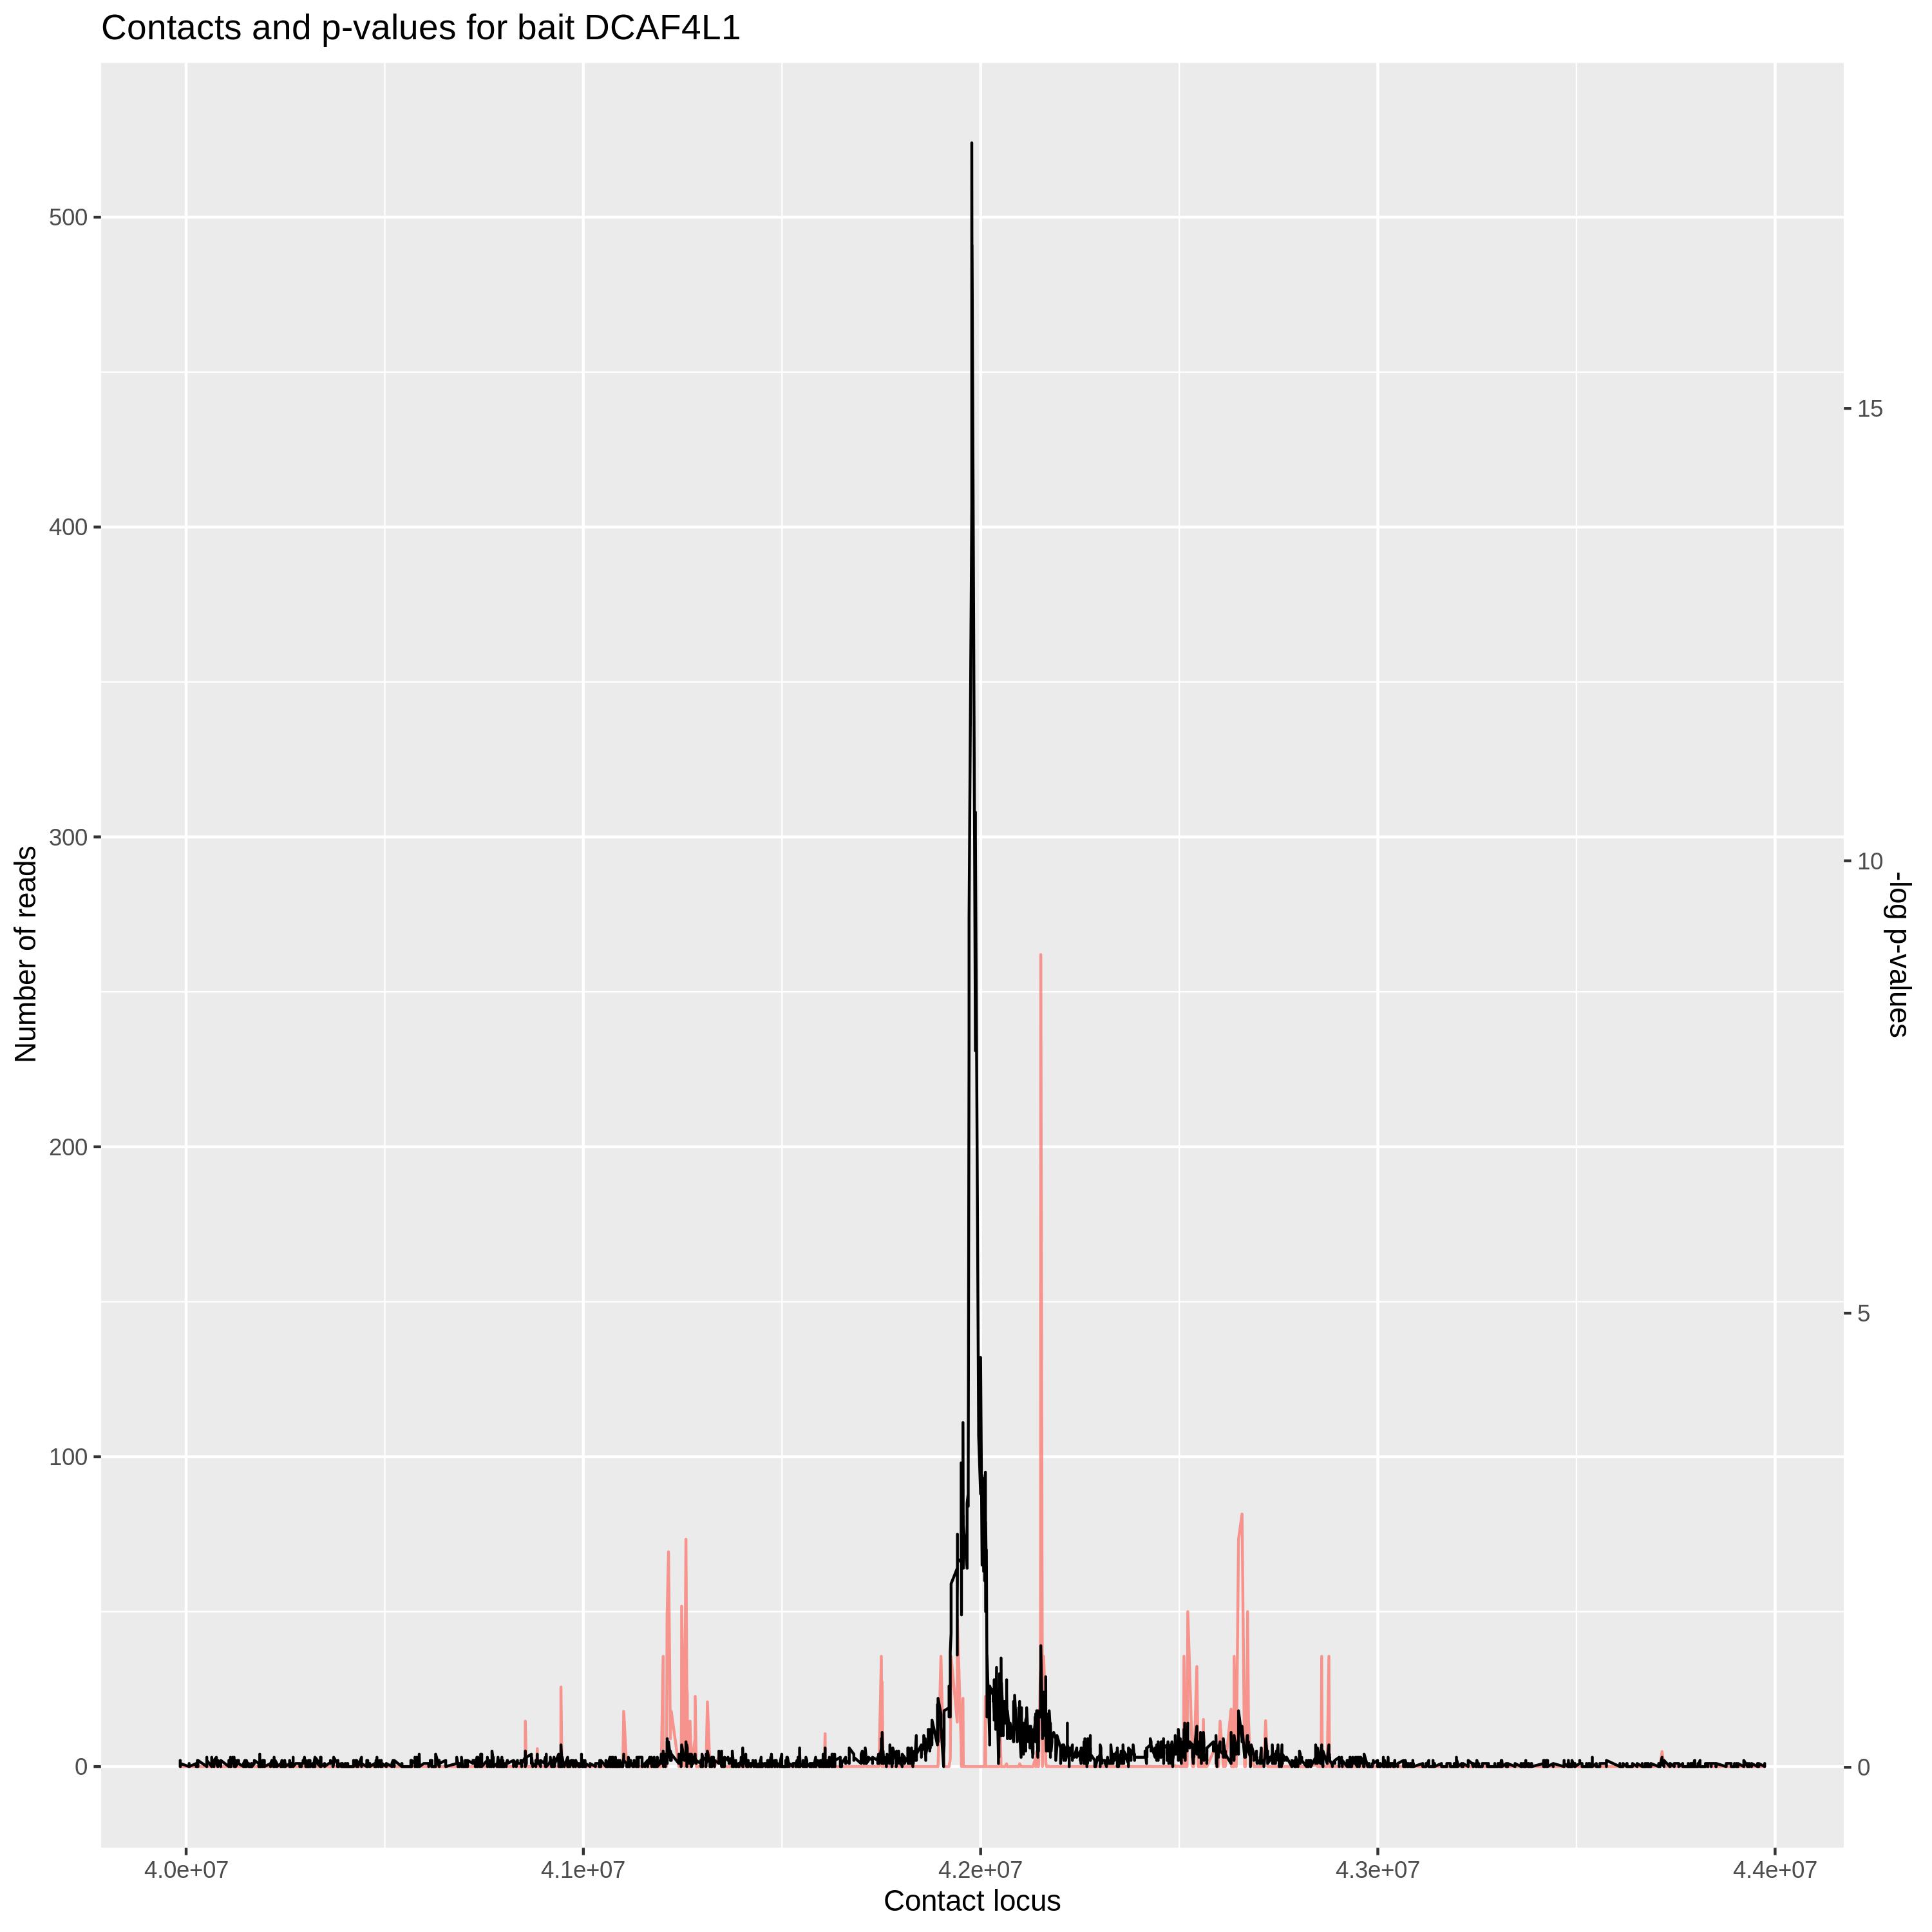 Contacts and p-values for bait DCAF4L1
500
400
300
200
100
0
Number of reads
15
10
5
0
-log p-values
4.0e+07
4.1e+07
4.2e+07
4.3e+07
4.4e+07
Contact locus